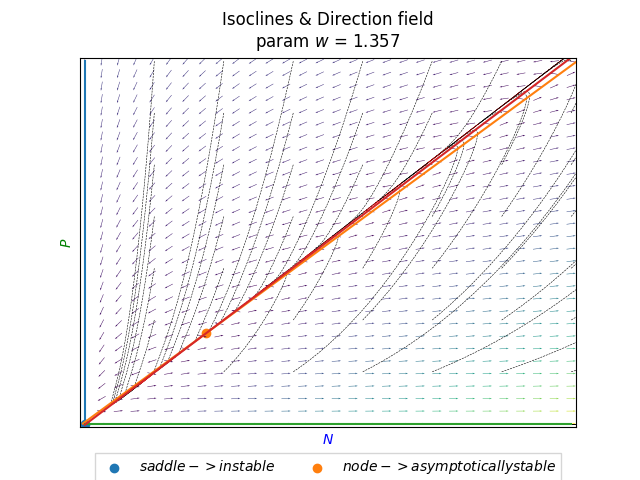 Isoclines & Direction field
param w = 1.357
P
N
saddle−>instable
node−>asymptoticallystable